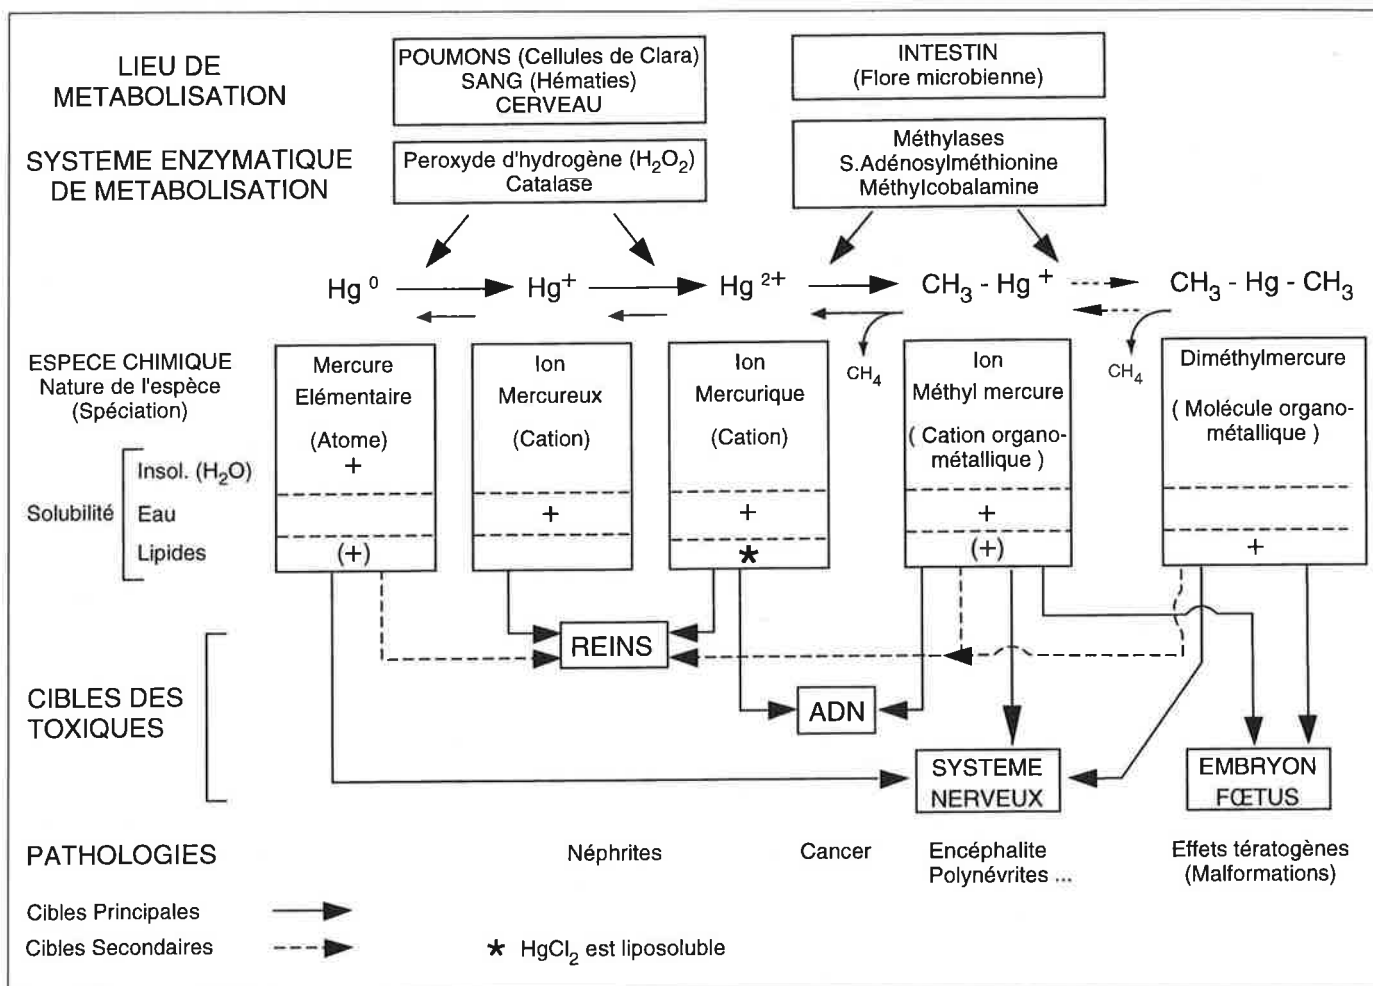 LIEU DE
METABOLISATION
POUMONS (Cellules de Clara)
SANG (Hématies)
CERVEAU
INTESTIN
(Flore microbienne)
SYSTEME ENZYMATIQUE
DE METABOLISATION
Peroxyde d'hydrogène (H₂O₂)
Catalase
Méthylases
S.Adénosylméthionine
Méthylcobalamine
Hg⁰
Hg⁺
Hg²⁺
CH₃ - Hg⁺
CH₃ - Hg - CH₃
CH₄
CH₄
ESPECE CHIMIQUE
Nature de l'espèce
(Spéciation)
Mercure
Elémentaire
(Atome)
+
(+)
Ion
Mercureux
(Cation)
+
Ion
Mercurique
(Cation)
+
*
Ion
Méthyl mercure
( Cation organo-
métallique )
+
(+)
Diméthylmercure
( Molécule organo-
métallique )
+
Solubilité
Insol. (H₂O)
Eau
Lipides
CIBLES DES
TOXIQUES
REINS
ADN
SYSTEME
NERVEUX
EMBRYON
FŒTUS
PATHOLOGIES
Néphrites
Cancer
Encéphalite
Polynévrites ...
Effets tératogènes
(Malformations)
Cibles Principales
Cibles Secondaires
* HgCl₂ est liposoluble